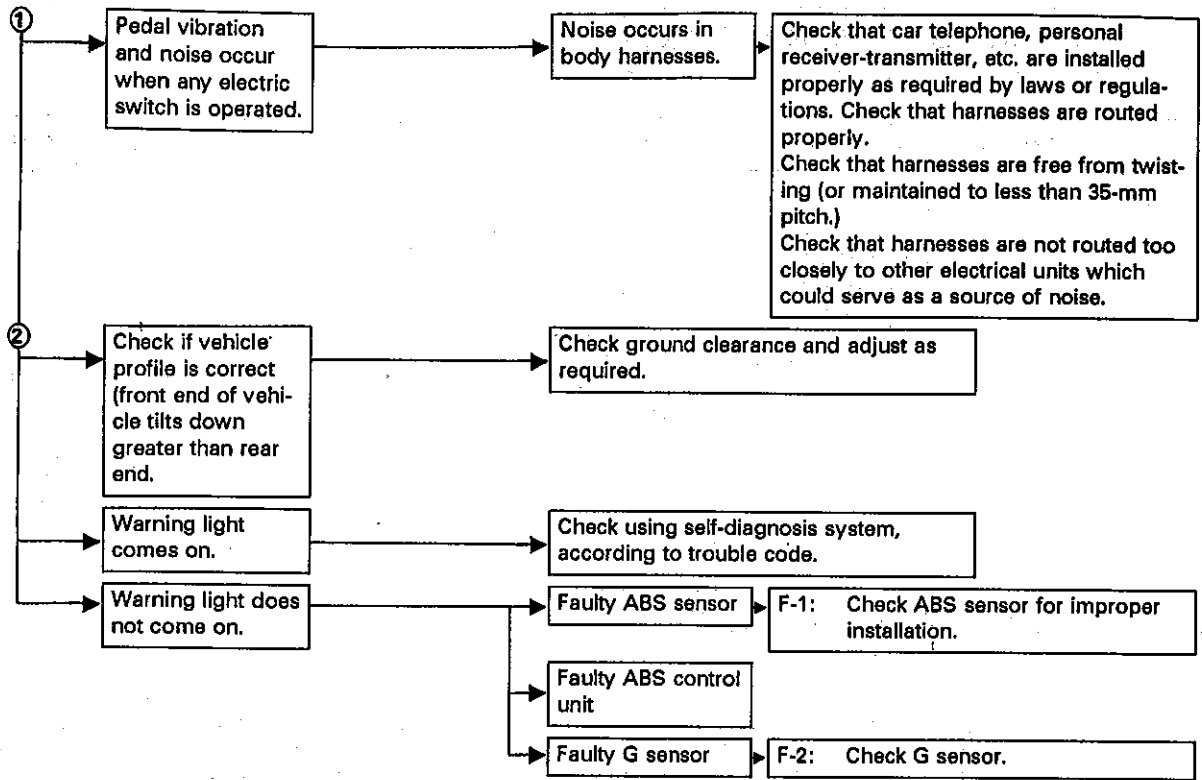 ①
Pedal vibration
and noise occur
when any electric
switch is operated.
Noise occurs in
body harnesses.
Check that car telephone, personal
receiver-transmitter, etc. are installed
properly as required by laws or regula-
tions. Check that harnesses are routed
properly.
Check that harnesses are free from twist-
ing (or maintained to less than 35-mm
pitch.)
Check that harnesses are not routed too
closely to other electrical units which
could serve as a source of noise.
②
Check if vehicle
profile is correct
(front end of vehi-
cle tilts down
greater than rear
end.
Check ground clearance and adjust as
required.
Warning light
comes on.
Check using self-diagnosis system,
according to trouble code.
Warning light does
not come on.
Faulty ABS sensor
F-1: Check ABS sensor for improper
installation.
Faulty ABS control
unit
Faulty G sensor
F-2: Check G sensor.